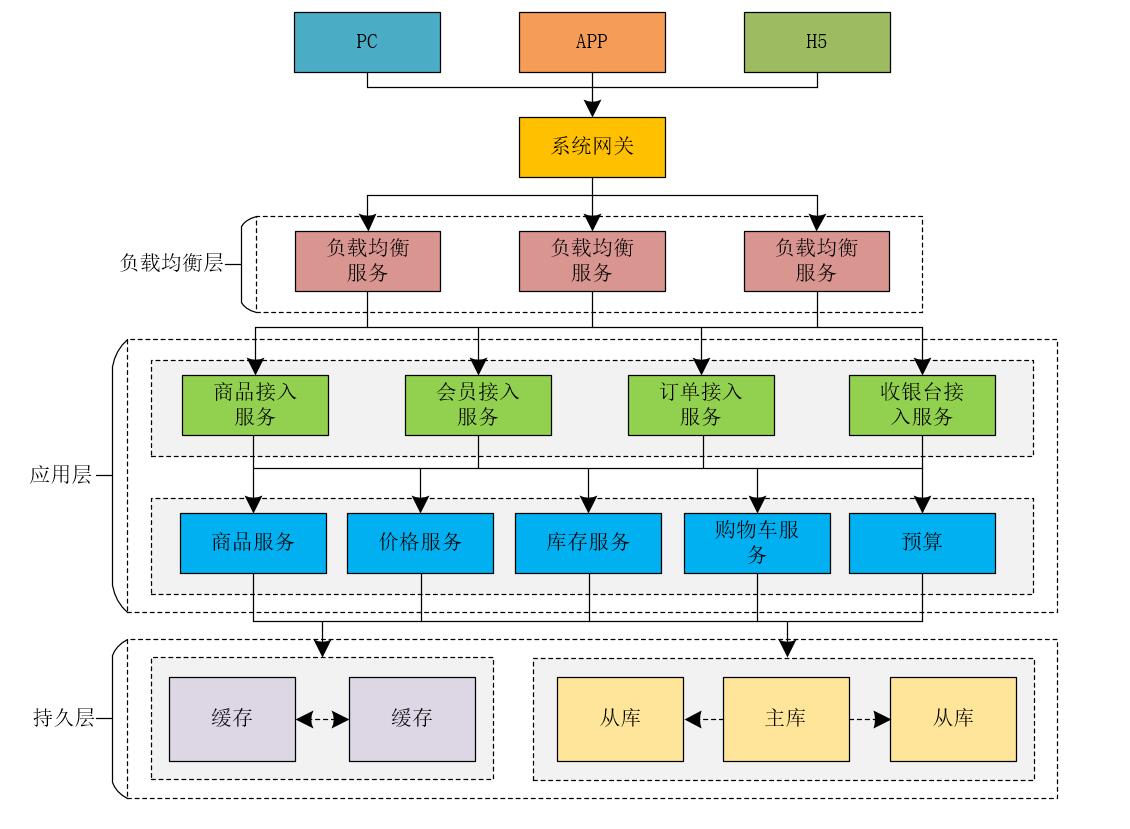 PC
APP
H5
系统网关
负载均衡层
负载均衡
服务
负载均衡
服务
负载均衡
服务
应用层
商品接入
服务
会员接入
服务
订单接入
服务
收银台接
入服务
商品服务
价格服务
库存服务
购物车服
务
预算
持久层
缓存
缓存
从库
主库
从库